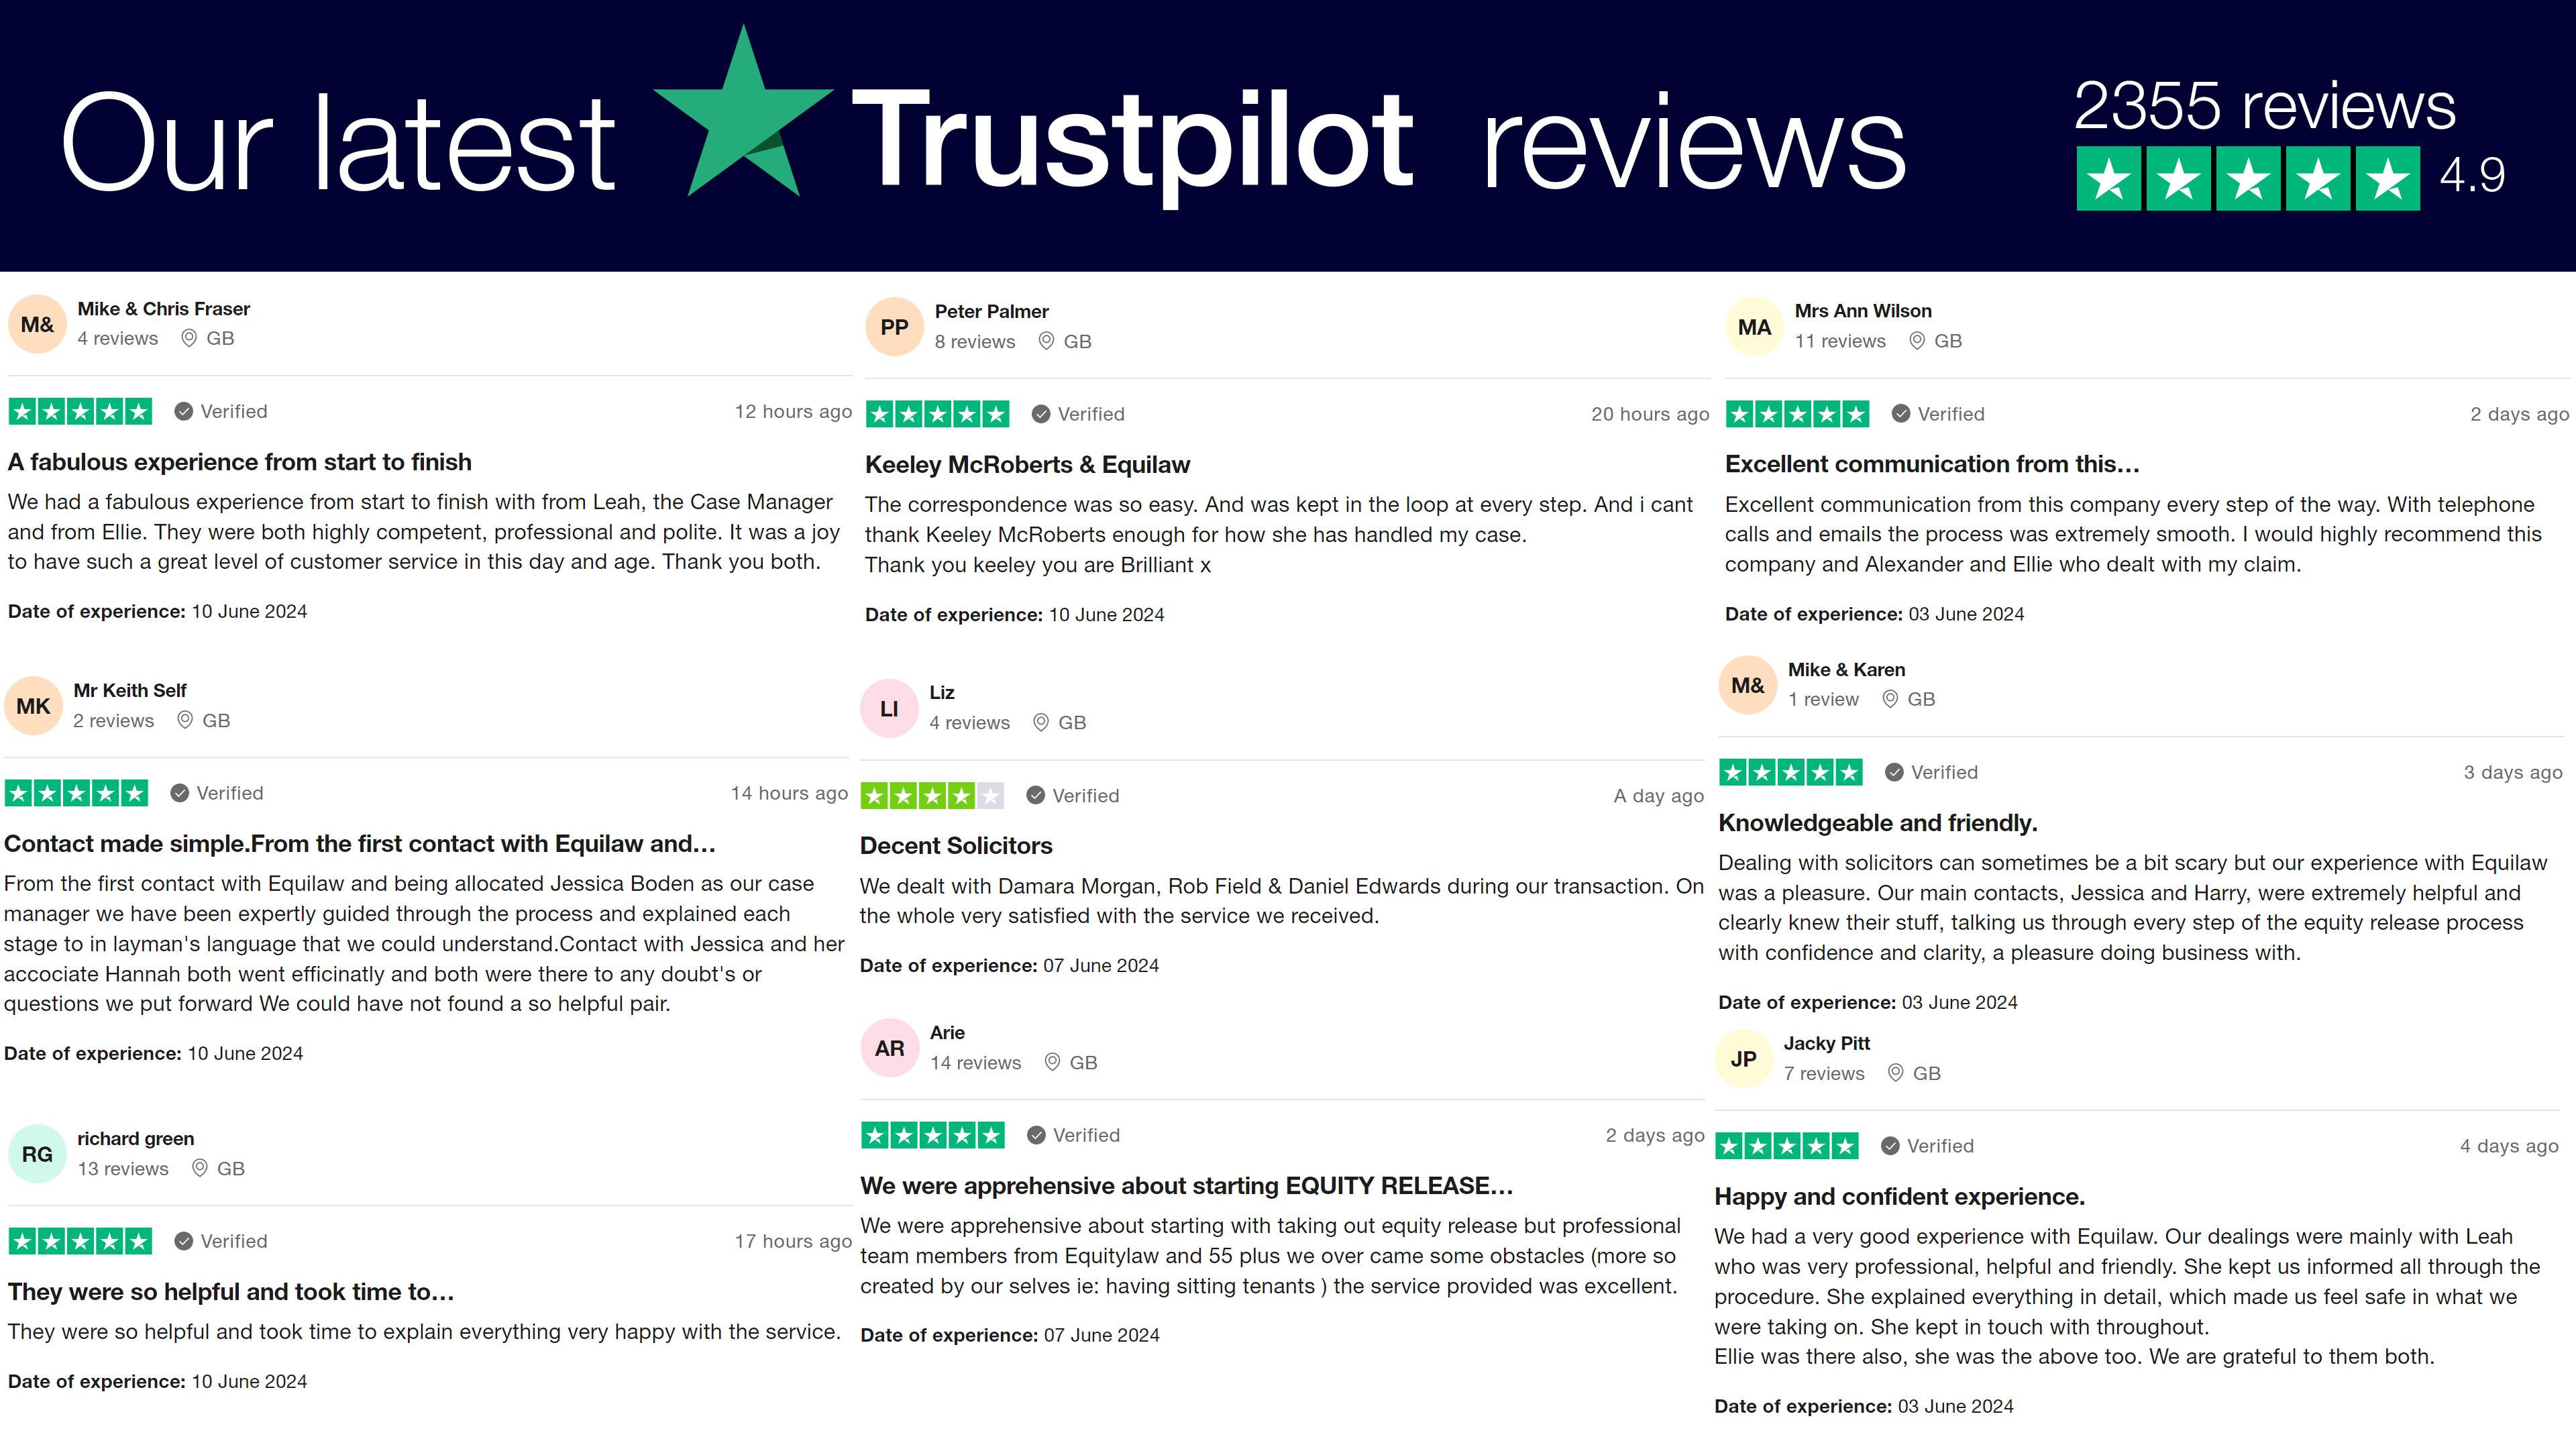 Our latest Trustpilot reviews
2355 reviews
4.9
M&
Mike & Chris Fraser
4 reviews GB
Verified
12 hours ago
A fabulous experience from start to finish
We had a fabulous experience from start to finish with from Leah, the Case Manager
and from Ellie. They were both highly competent, professional and polite. It was a joy
to have such a great level of customer service in this day and age. Thank you both.
Date of experience: 10 June 2024
MK
Mr Keith Self
2 reviews GB
Verified
14 hours ago
Contact made simple.From the first contact with Equilaw and...
From the first contact with Equilaw and being allocated Jessica Boden as our case
manager we have been expertly guided through the process and explained each
stage to in layman's language that we could understand.Contact with Jessica and her
accociate Hannah both went efficinatly and both were there to any doubt's or
questions we put forward We could have not found a so helpful pair.
Date of experience: 10 June 2024
RG
richard green
13 reviews GB
Verified
17 hours ago
They were so helpful and took time to...
They were so helpful and took time to explain everything very happy with the service.
Date of experience: 10 June 2024
PP
Peter Palmer
8 reviews GB
Verified
20 hours ago
Keeley McRoberts & Equilaw
The correspondence was so easy. And was kept in the loop at every step. And i cant
thank Keeley McRoberts enough for how she has handled my case.
Thank you keeley you are Brilliant x
Date of experience: 10 June 2024
LI
Liz
4 reviews GB
Verified
A day ago
Decent Solicitors
We dealt with Damara Morgan, Rob Field & Daniel Edwards during our transaction. On
the whole very satisfied with the service we received.
Date of experience: 07 June 2024
AR
Arie
14 reviews GB
Verified
2 days ago
We were apprehensive about starting EQUITY RELEASE...
We were apprehensive about starting with taking out equity release but professional
team members from Equitylaw and 55 plus we over came some obstacles (more so
created by our selves ie: having sitting tenants ) the service provided was excellent.
Date of experience: 07 June 2024
MA
Mrs Ann Wilson
11 reviews GB
Verified
2 days ago
Excellent communication from this...
Excellent communication from this company every step of the way. With telephone
calls and emails the process was extremely smooth. I would highly recommend this
company and Alexander and Ellie who dealt with my claim.
Date of experience: 03 June 2024
M&
Mike & Karen
1 review GB
Verified
3 days ago
Knowledgeable and friendly.
Dealing with solicitors can sometimes be a bit scary but our experience with Equilaw
was a pleasure. Our main contacts, Jessica and Harry, were extremely helpful and
clearly knew their stuff, talking us through every step of the equity release process
with confidence and clarity, a pleasure doing business with.
Date of experience: 03 June 2024
JP
Jacky Pitt
7 reviews GB
Verified
4 days ago
Happy and confident experience.
We had a very good experience with Equilaw. Our dealings were mainly with Leah
who was very professional, helpful and friendly. She kept us informed all through the
procedure. She explained everything in detail, which made us feel safe in what we
were taking on. She kept in touch with throughout.
Ellie was there also, she was the above too. We are grateful to them both.
Date of experience: 03 June 2024